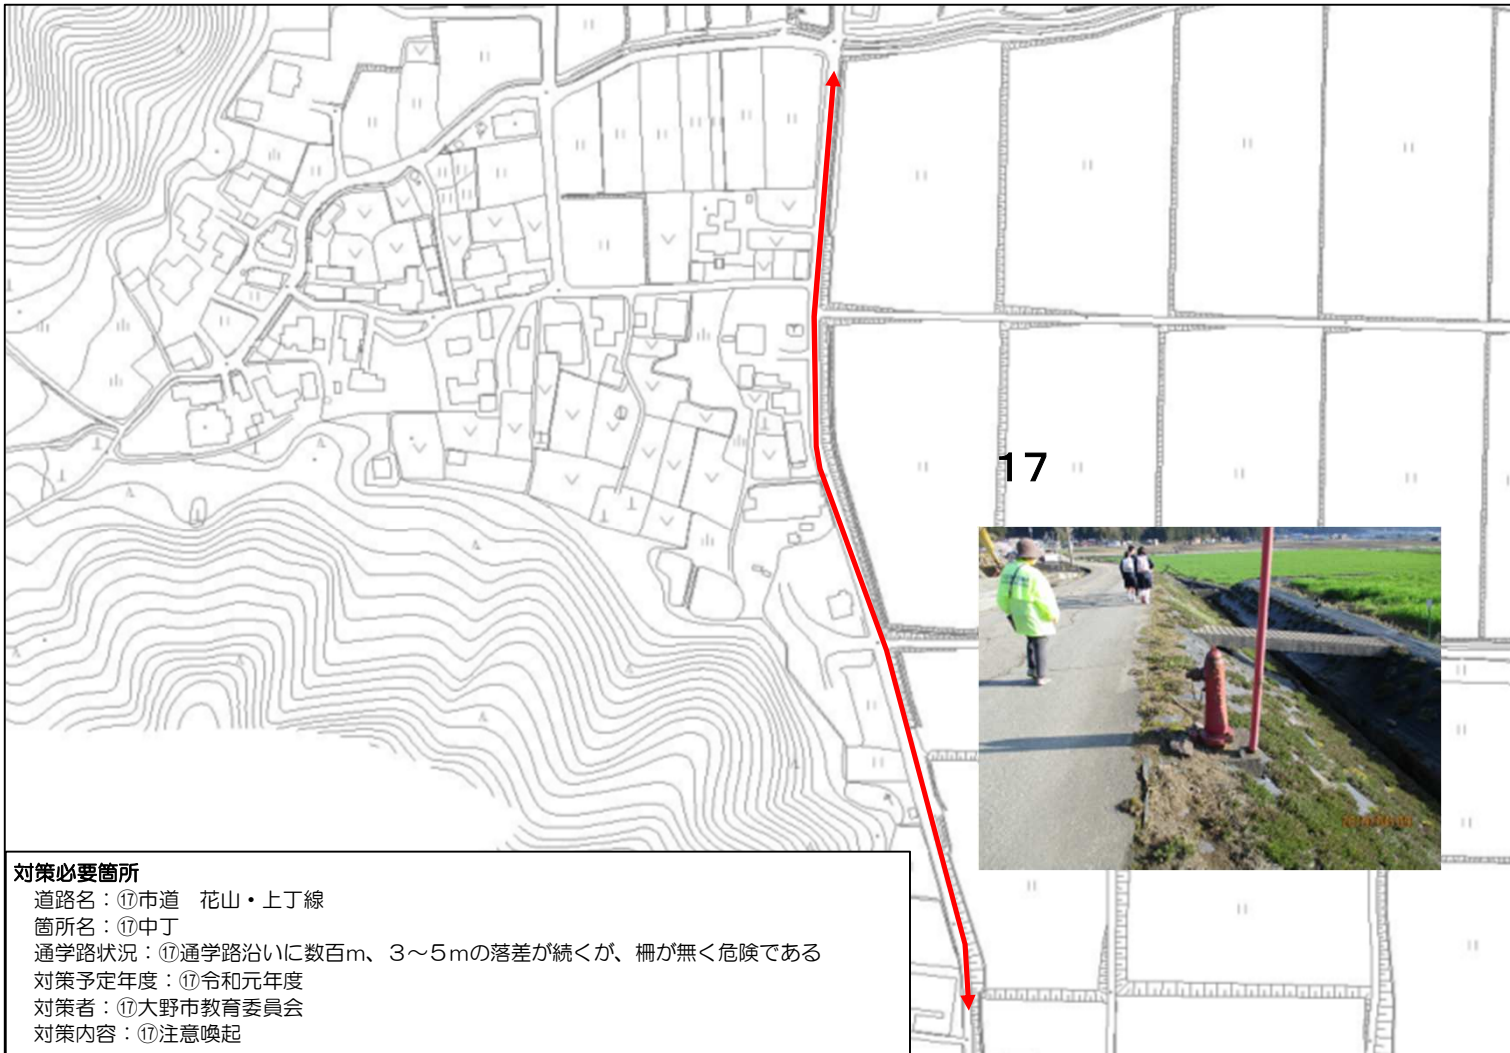 17
対策必要箇所
道路名：⑰市道　花山・上丁線
箇所名：⑰中丁
通学路状況：⑰通学路沿いに数百ｍ、３～５ｍの落差が続くが、柵が無く危険である
対策予定年度：⑰令和元年度
対策者：⑰大野市教育委員会
対策内容：⑰注意喚起